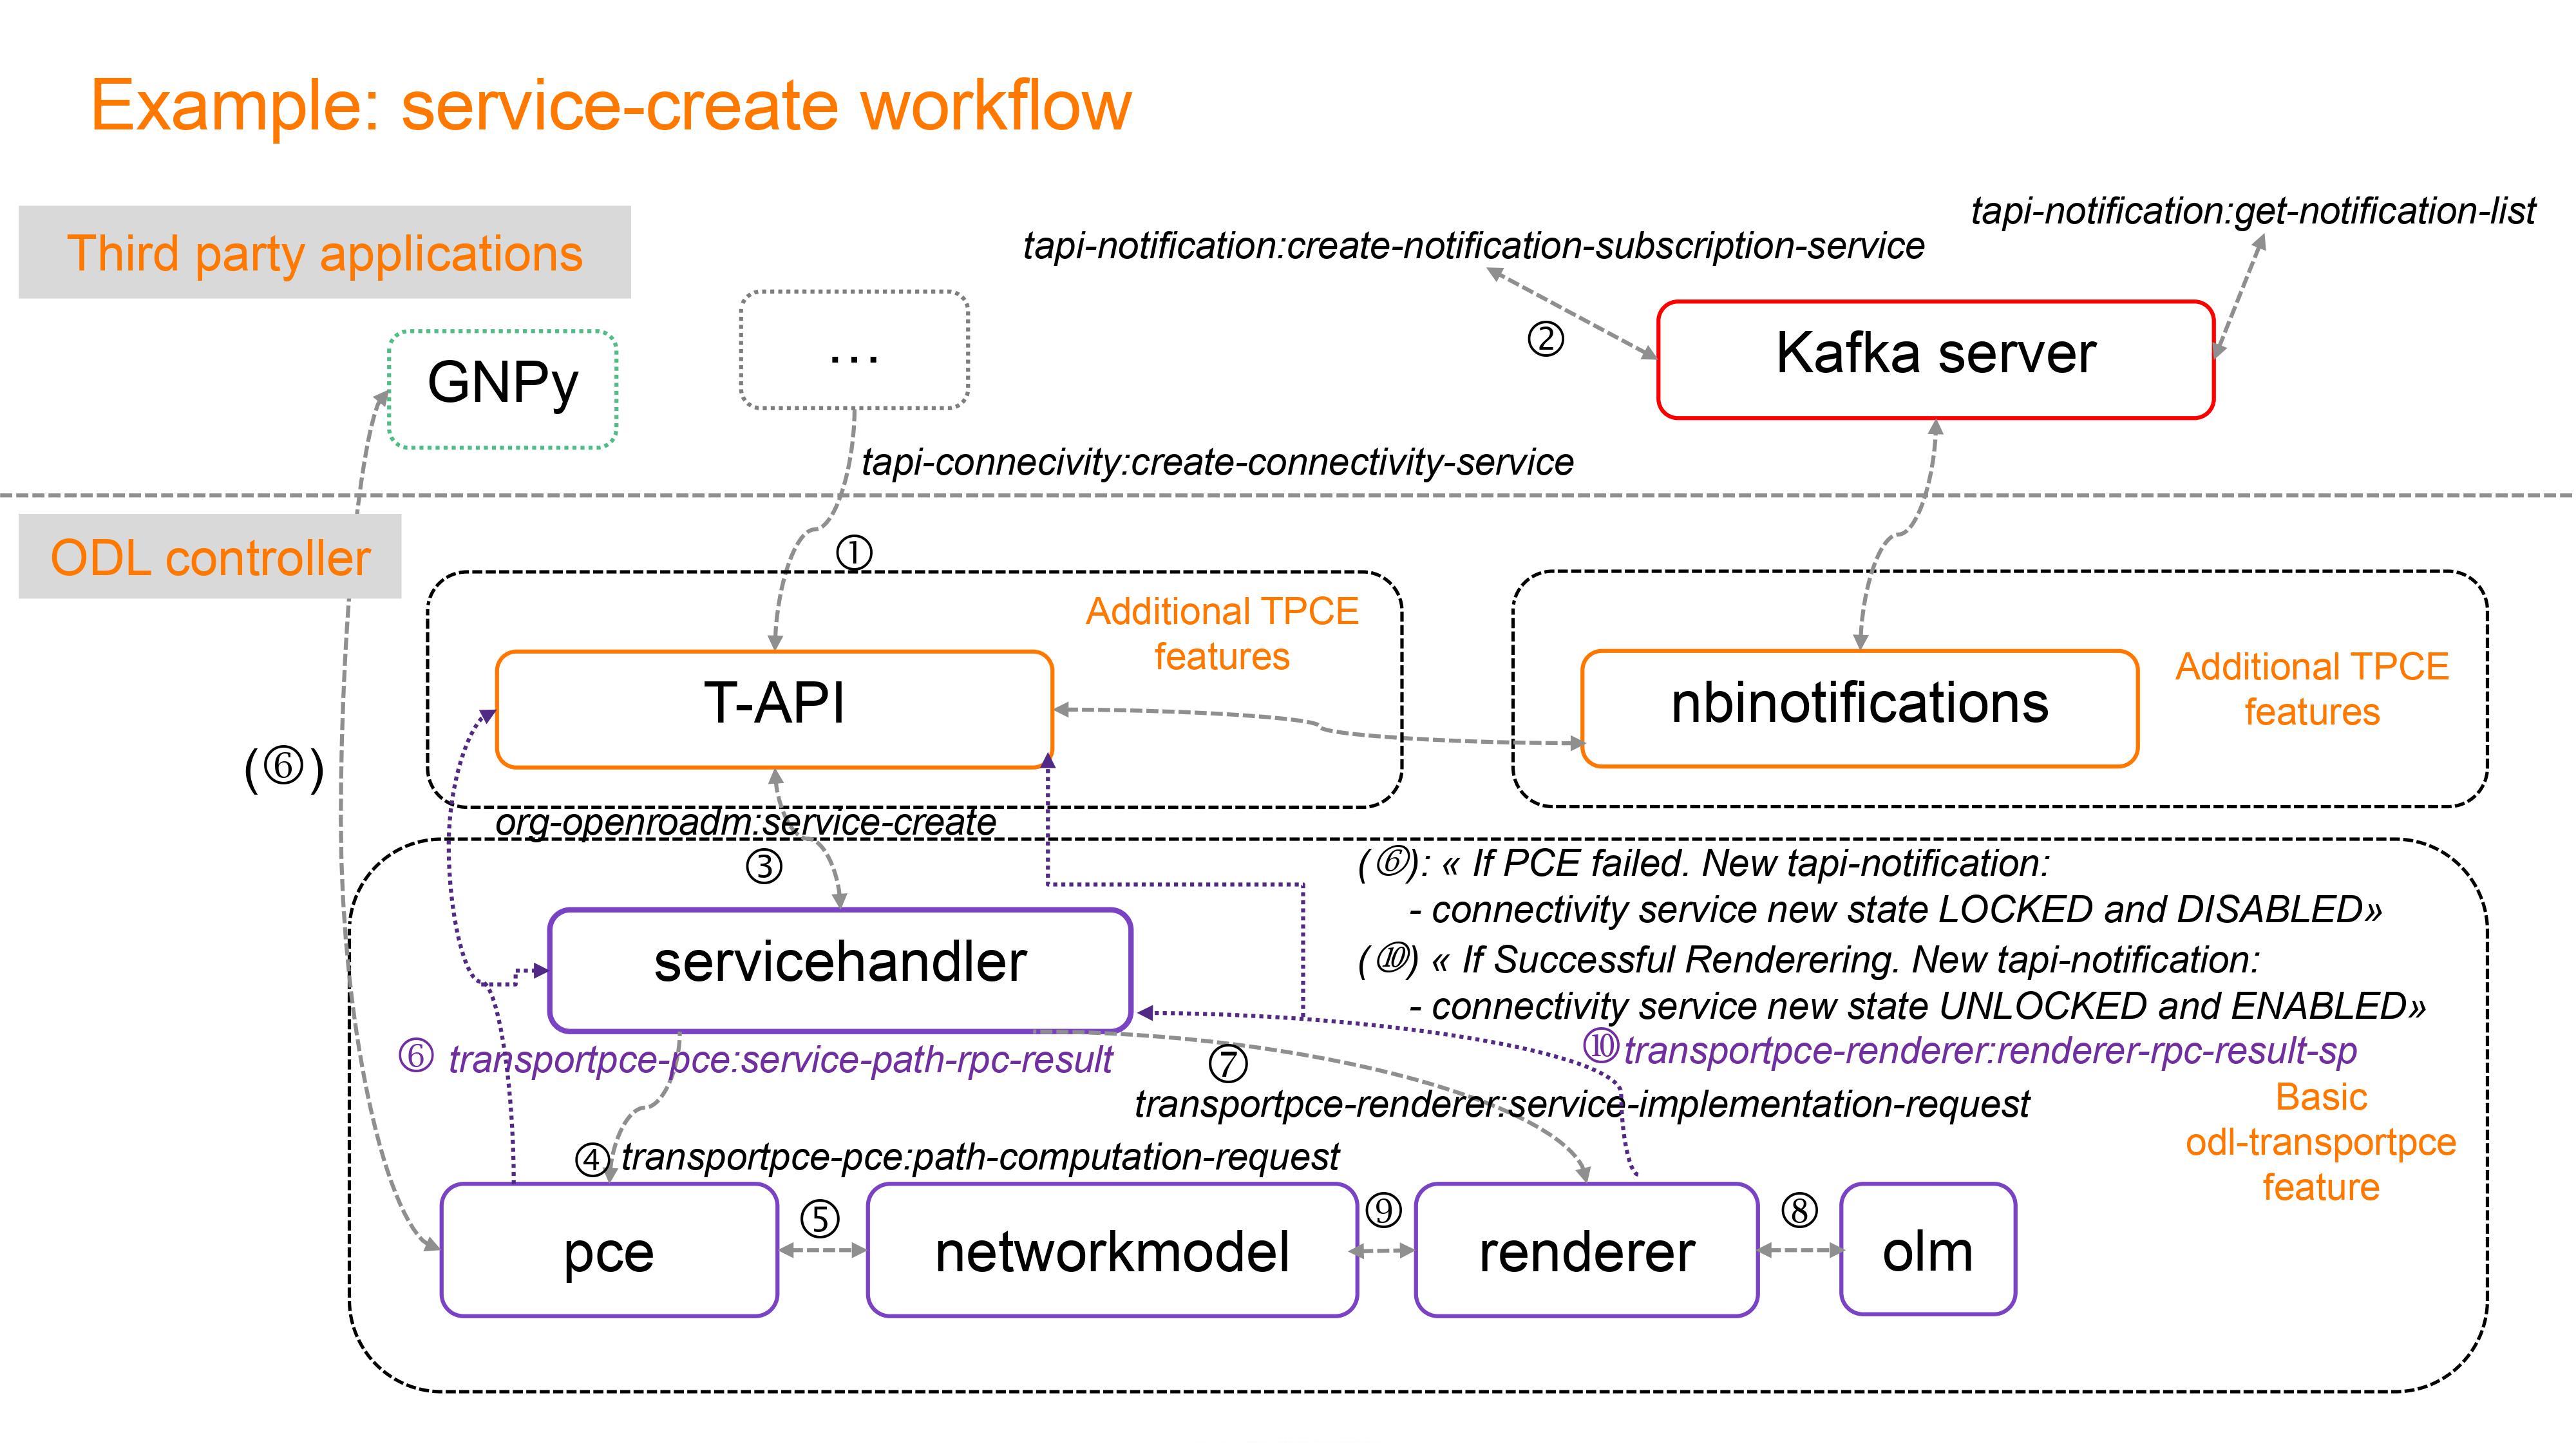 Example: service-create workflow
Third party applications
tapi-notification:get-notification-list
tapi-notification:create-notification-subscription-service
GNPy
...
②
Kafka server
tapi-connecivity:create-connectivity-service
ODL controller
①
Additional TPCE
features
T-API
nbinotifications
Additional TPCE
features
(⑥)
org-openroadm:service-create
③
servicehandler
(⑥): « If PCE failed. New tapi-notification:
- connectivity service new state LOCKED and DISABLED»
(⑩) « If Successful Renderering. New tapi-notification:
- connectivity service new state UNLOCKED and ENABLED»
⑥ transportpce-pce:service-path-rpc-result
⑦
⑩transportpce-renderer:renderer-rpc-result-sp
transportpce-renderer:service-implementation-request
Basic
odl-transportpce
feature
④ transportpce-pce:path-computation-request
pce
⑤
networkmodel
⑨
renderer
⑧
olm